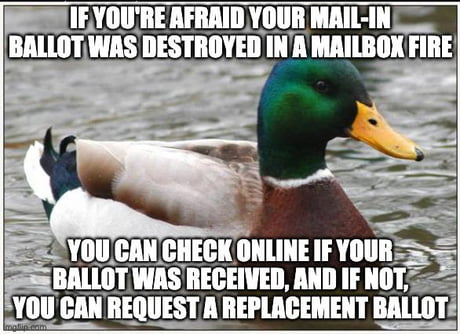 IF YOU'RE AFRAID YOUR MAIL-IN
BALLOT WAS DESTROYED IN A MAILBOX FIRE
YOU CAN CHECK ONLINE IF YOUR
BALLOT WAS RECEIVED, AND IF NOT,
YOU CAN REQUEST A REPLACEMENT BALLOT
imgflip.com